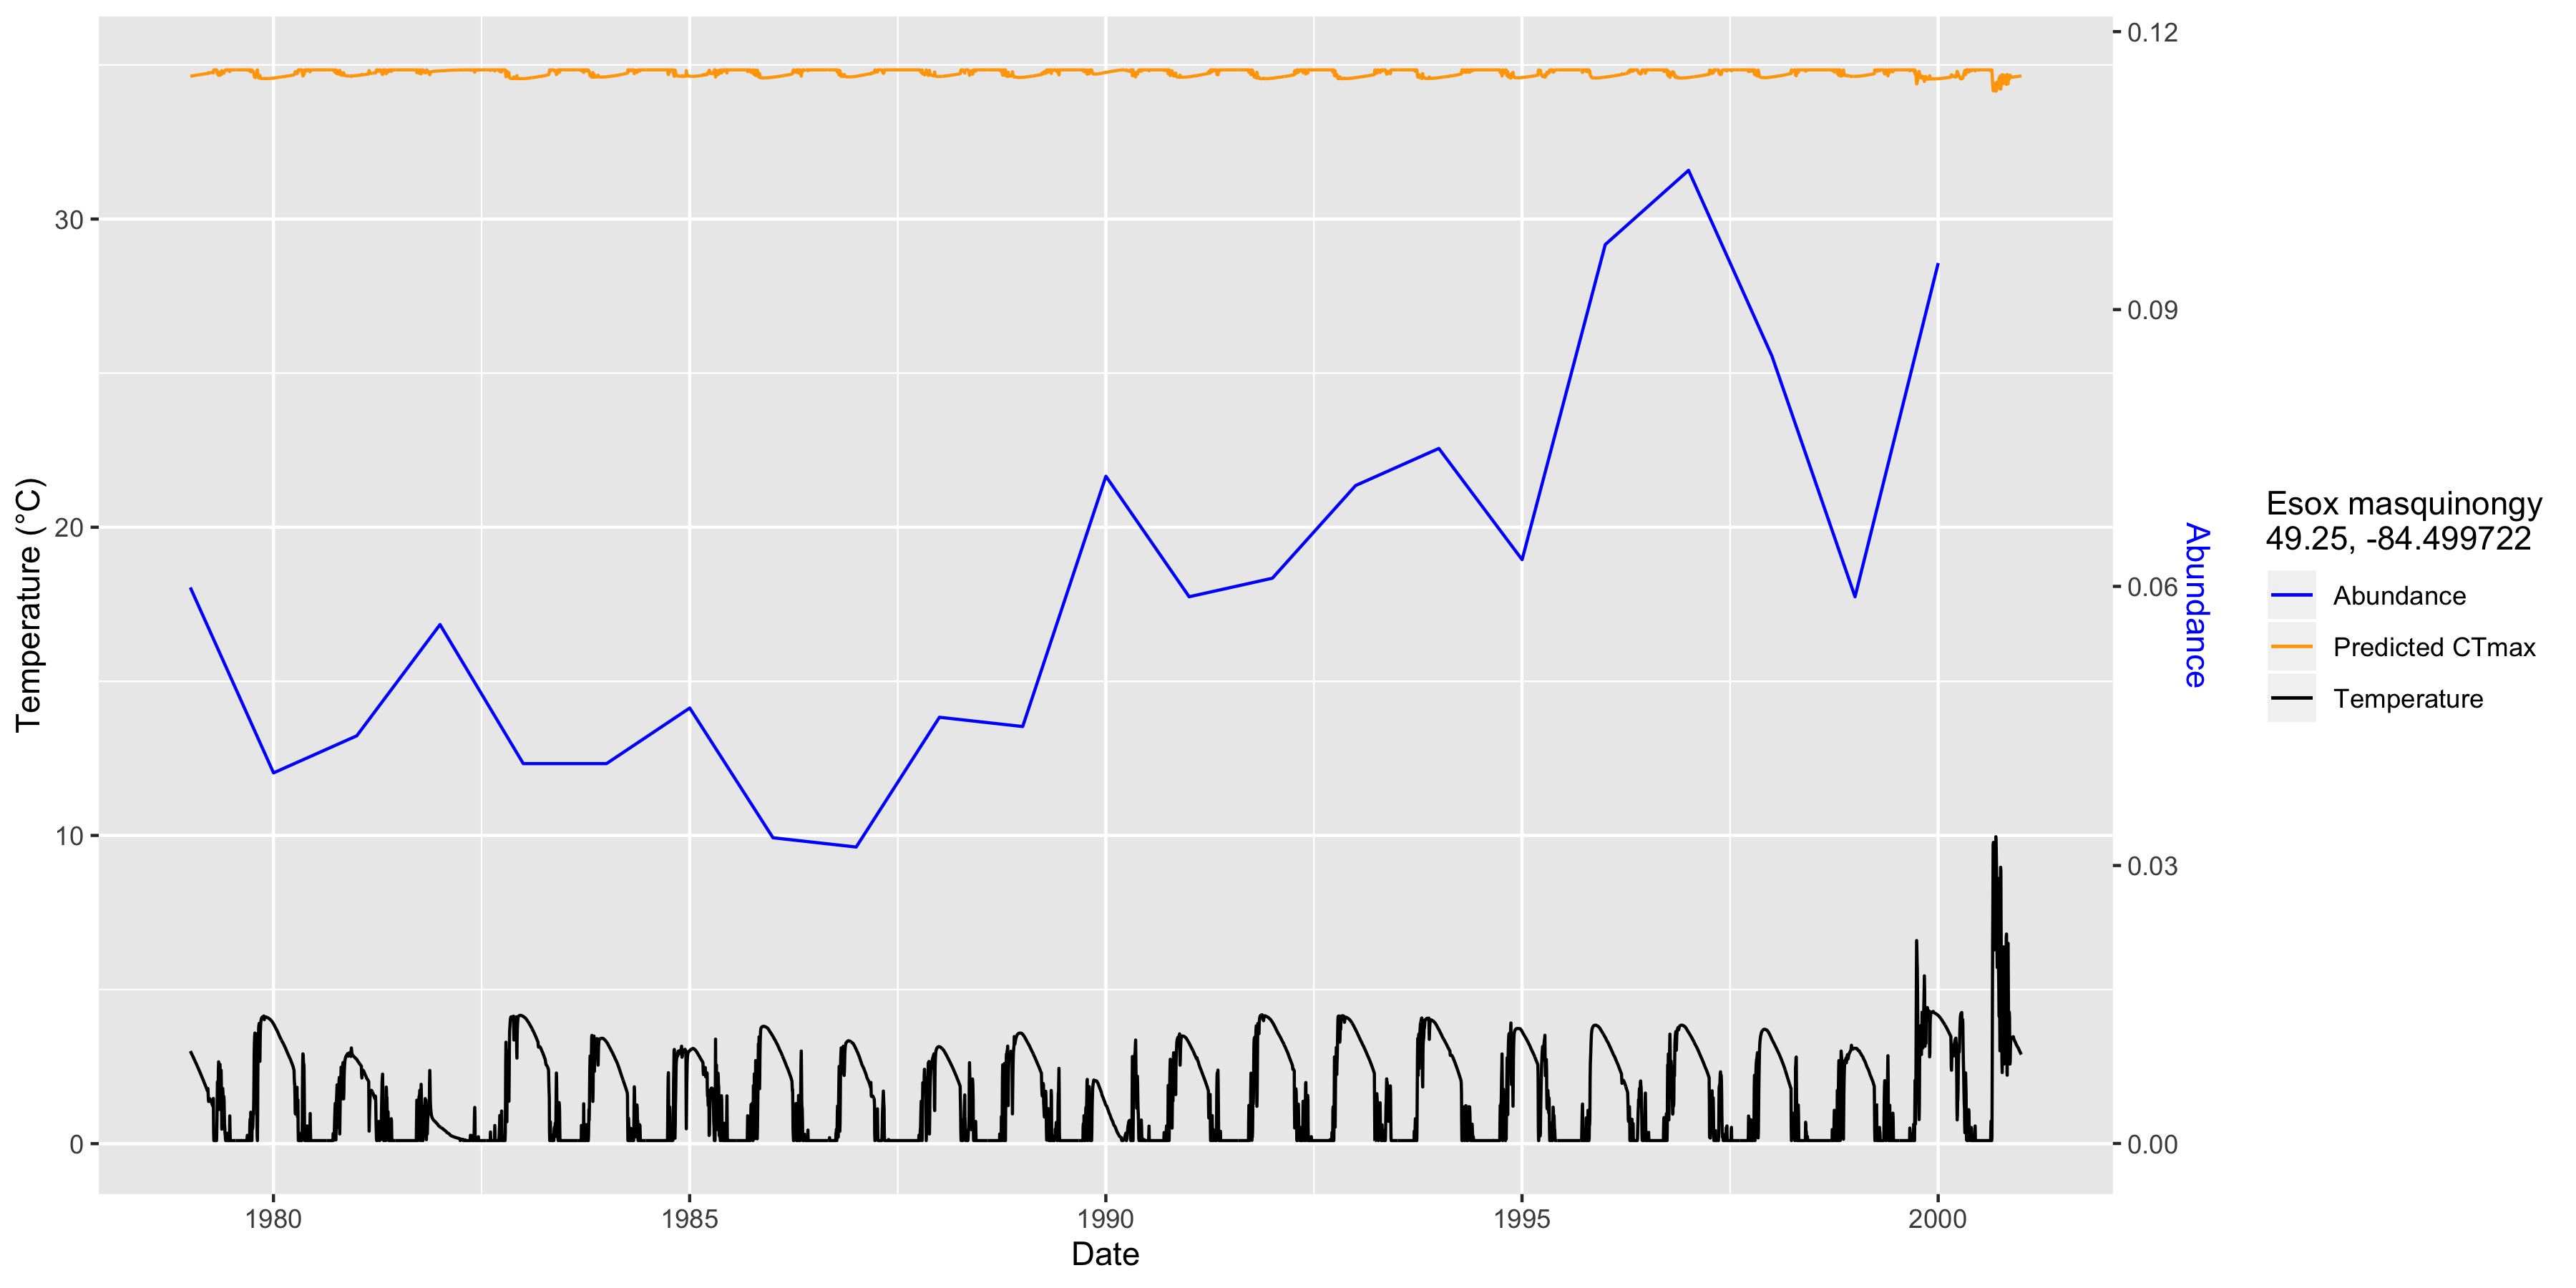 0.12
30
0.09
20
0.06
10
0.03
0
0.00
Temperature (°C)
Abundance
1980
1985
1990
1995
2000
Date
Esox masquinongy
49.25, -84.499722
Abundance
Predicted CTmax
Temperature